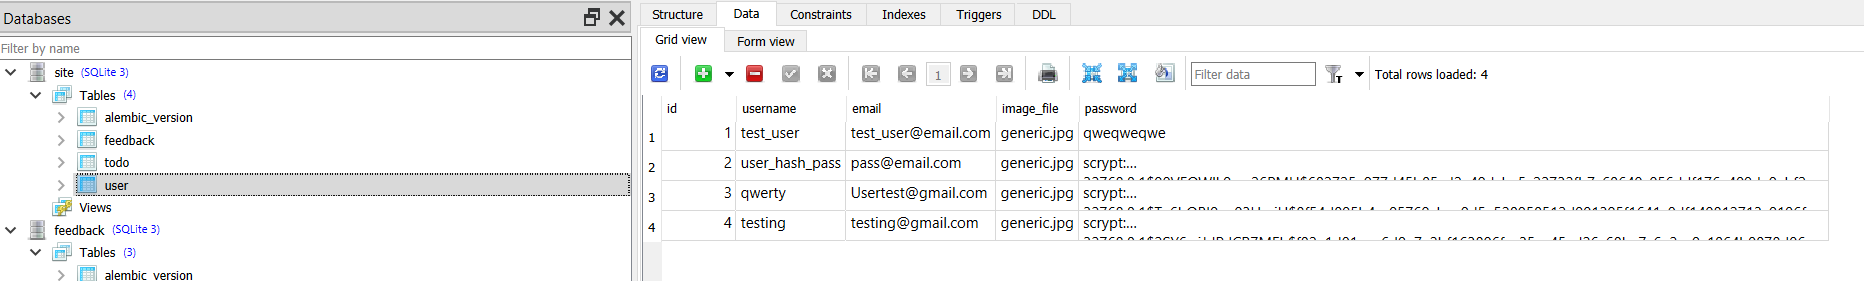 Databases
Filter by name
site (SQLite 3)
Tables (4)
alembic_version
feedback
todo
user
Views
feedback (SQLite 3)
Tables (3)
alembic_version
Structure Data Constraints Indexes Triggers DDL
Grid view Form view
1 Filter data T Total rows loaded: 4
id username email image_file password
1 1 test_user test_user@email.com generic.jpg qweqweqwe
2 2 user_hash_pass pass@email.com generic.jpg scrypt:...
3 3 qwerty Usertest@gmail.com generic.jpg scrypt:...
4 4 testing testing@gmail.com generic.jpg scrypt:...